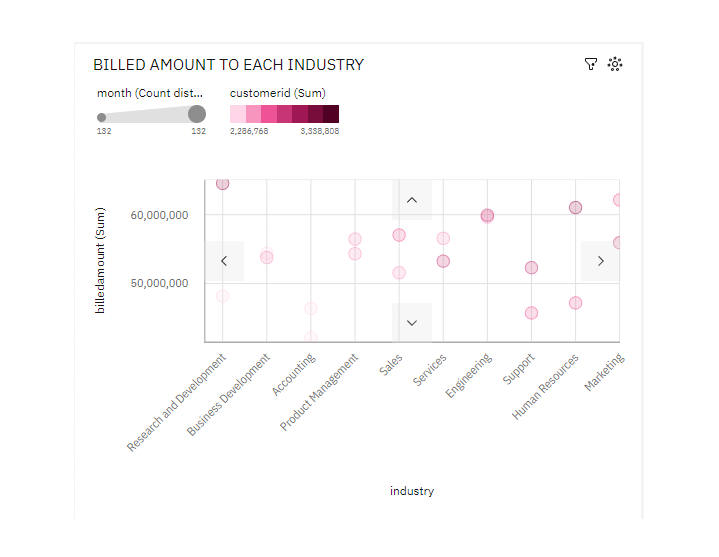 BILLED AMOUNT TO EACH INDUSTRY
month (Count dist...
customerid (Sum)
132
132
2,286,768
3,338,808
billedamount (Sum)
60,000,000
50,000,000
Research and Development
Business Development
Accounting
Product Management
Sales
Services
Engineering
Support
Human Resources
Marketing
industry